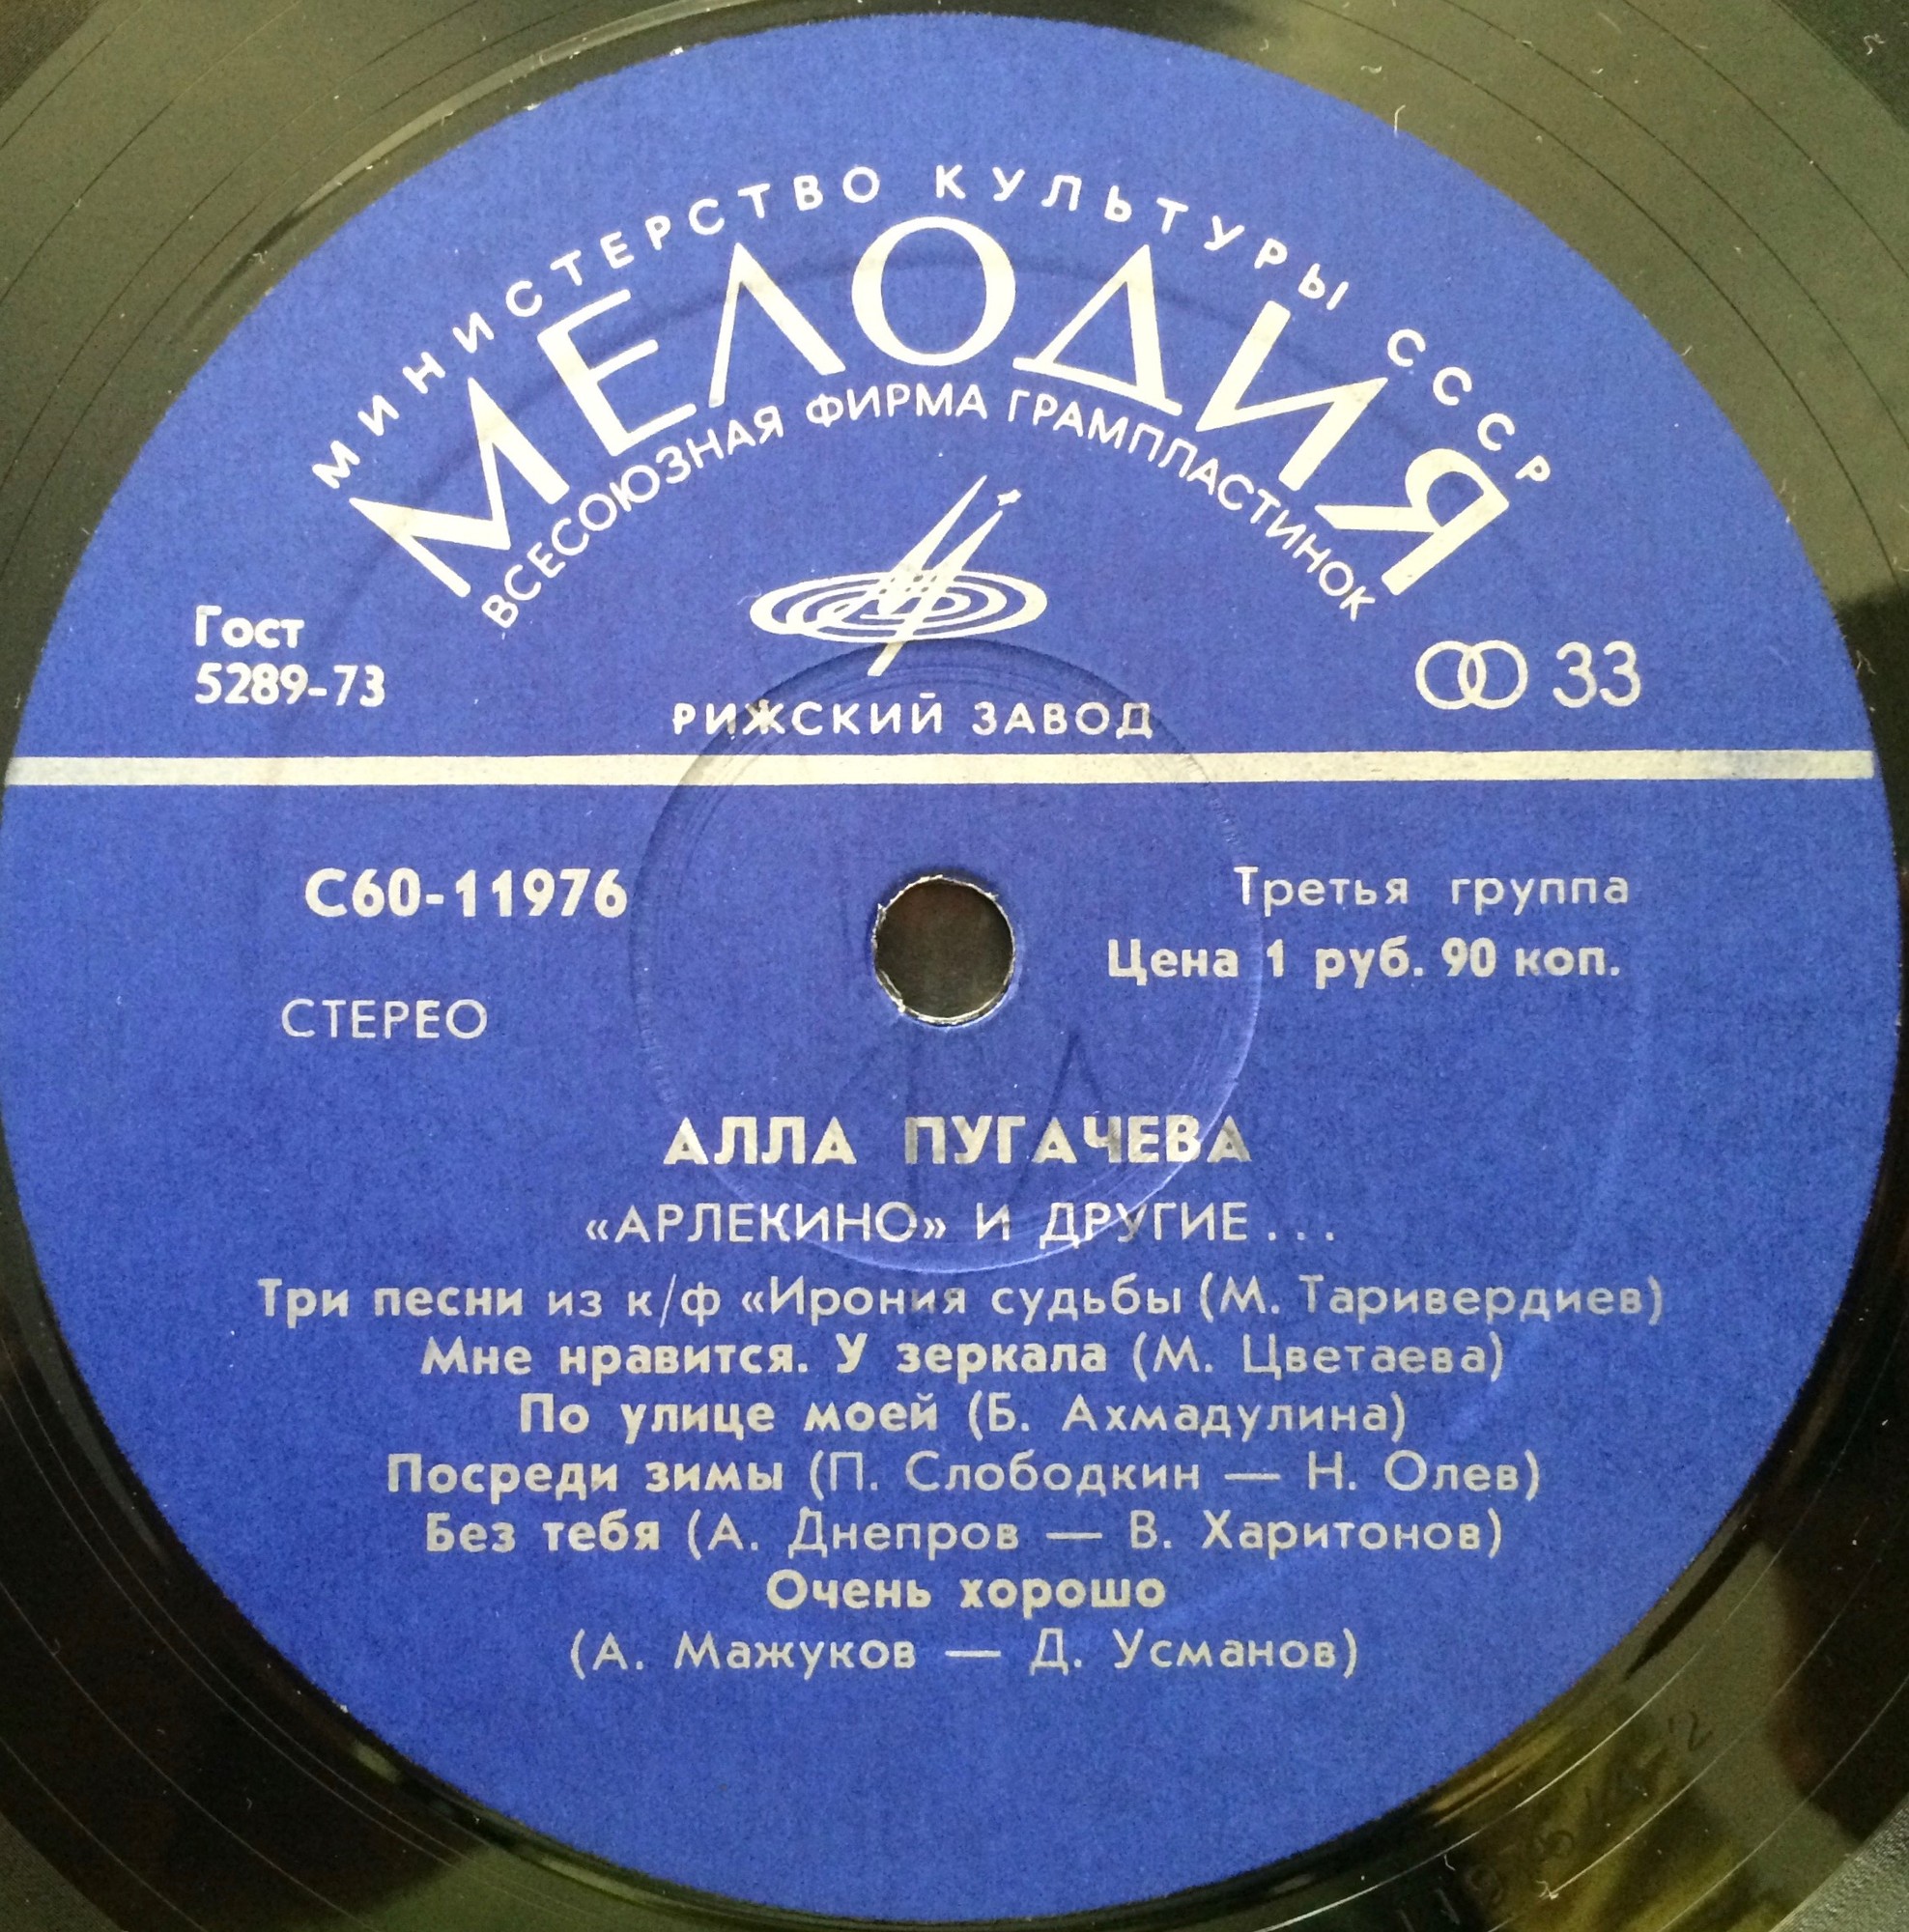 МИНИСТЕРСТВО КУЛЬТУРЫ СССР
МЕЛОДИЯ
ВСЕСОЮЗНАЯ ФИРМА ГРАМПЛАСТИНОК
Гост
5289-73
33
РИЖСКИЙ ЗАВОД
С60-11976
Третья группа
Цена 1 руб. 90 коп.
СТЕРЕО
АЛЛА ПУГАЧЕВА
«АРЛЕКИНО» И ДРУГИЕ...
Три песни из к/ф «Ирония судьбы (М. Таривердиев)
Мне нравится. У зеркала (М. Цветаева)
По улице моей (Б. Ахмадулина)
Посреди зимы (П. Слободкин — Н. Олев)
Без тебя (А. Днепров — В. Харитонов)
Очень хорошо
(А. Мажуков — Д. Усманов)